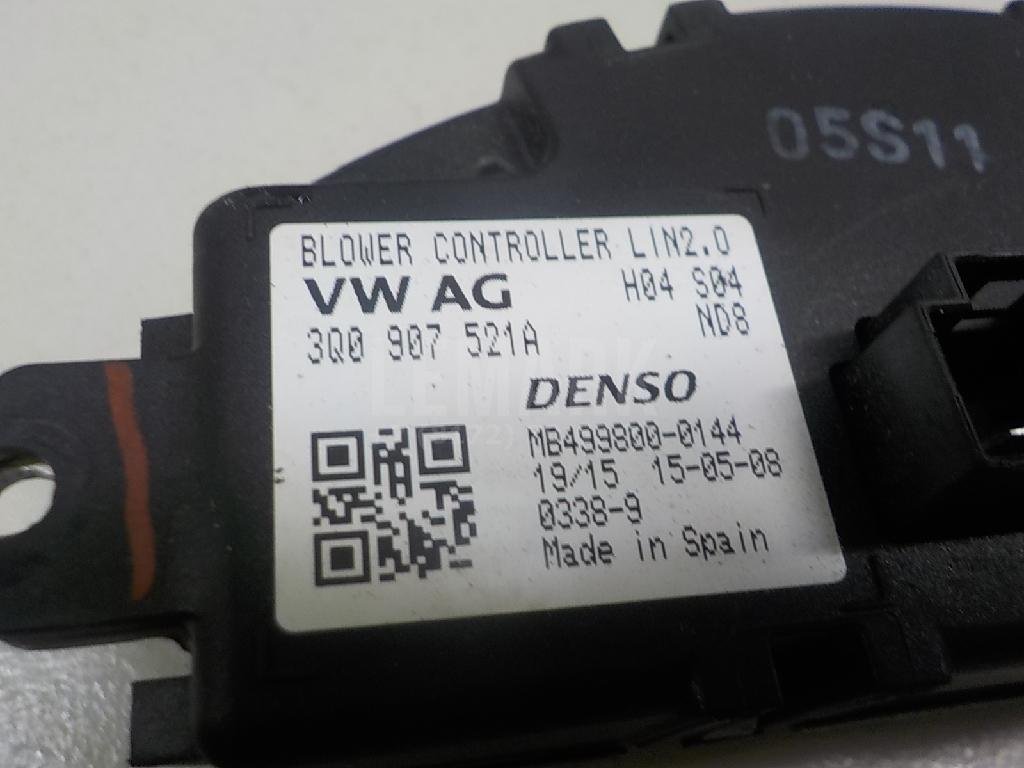 05S11
BLOWER CONTROLLER LIN2.0
VW AG H04 S04
3Q0 907 521A ND8
DENSO
MB499800-0144
19/15 15-05-08
0338-9
Made in Spain